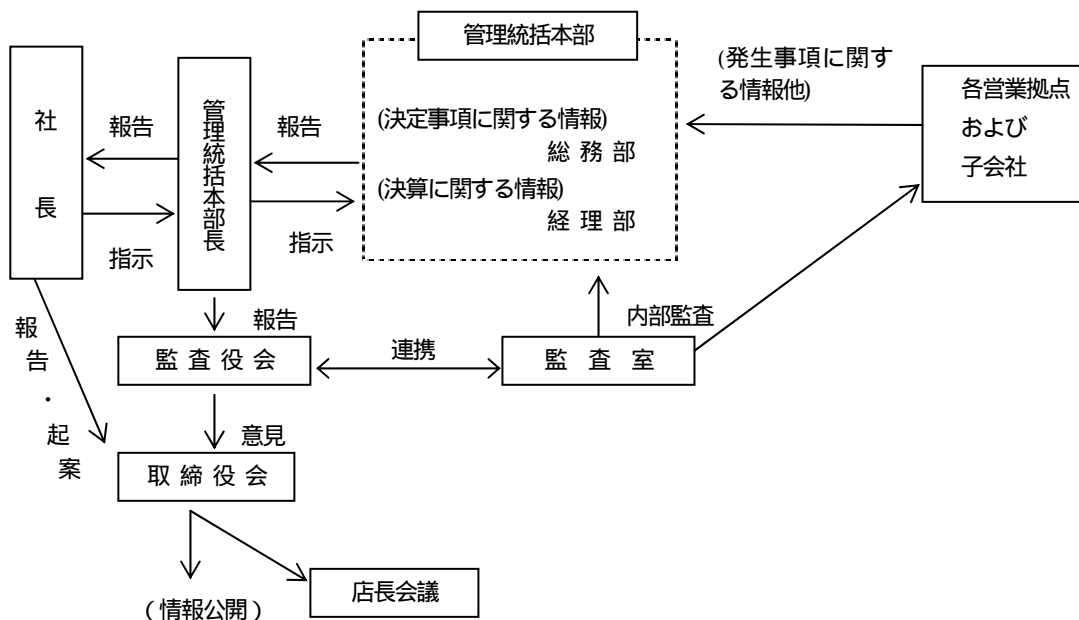 管理統括本部
社長
報告
指示
管理統括本部長
報告
指示
(決定事項に関する情報)
総務部
(決算に関する情報)
経理部
(発生事項に関す
る情報他)
各営業拠点
および
子会社
報告・起案
報告
監査役会
連携
監査室
内部監査
意見
取締役会
(情報公開)
店長会議